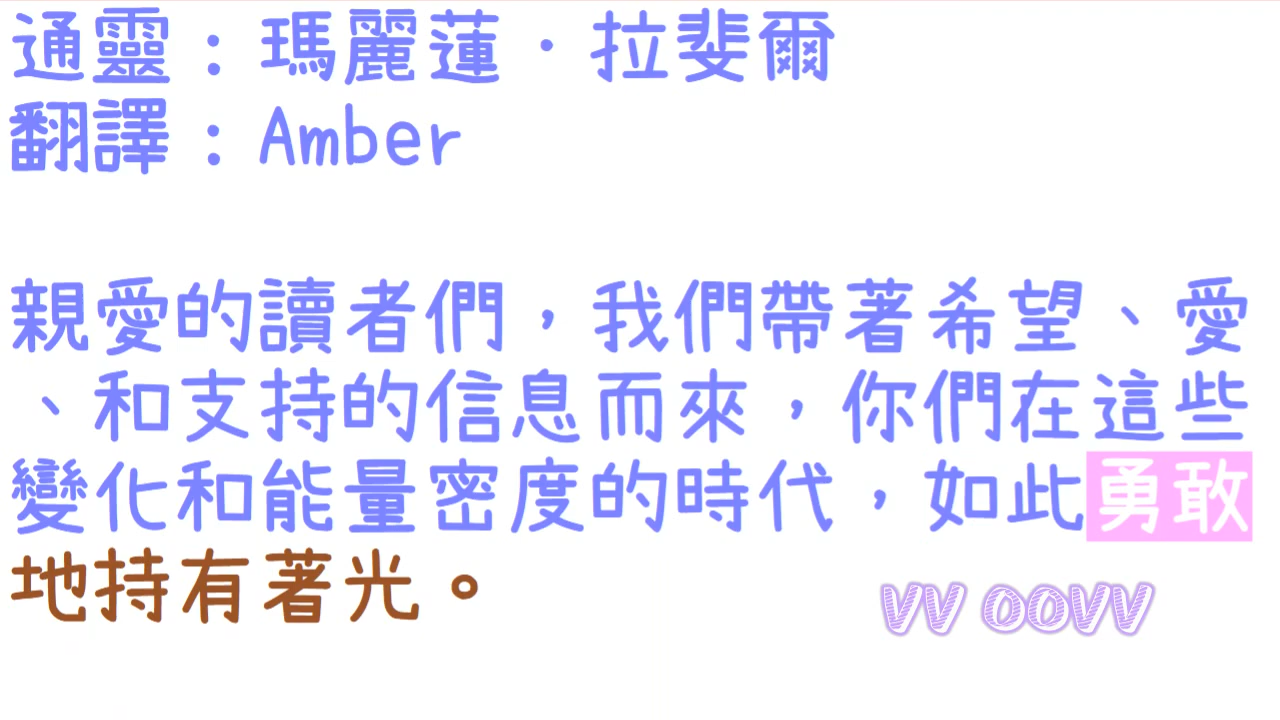 通靈：瑪麗蓮·拉斐爾
翻譯：Amber
親愛的讀者們，我們帶著希望、愛
、和支持的信息而來，你們在這些
變化和能量密度的時代，如此勇敢
地持有著光。
VV OOVV